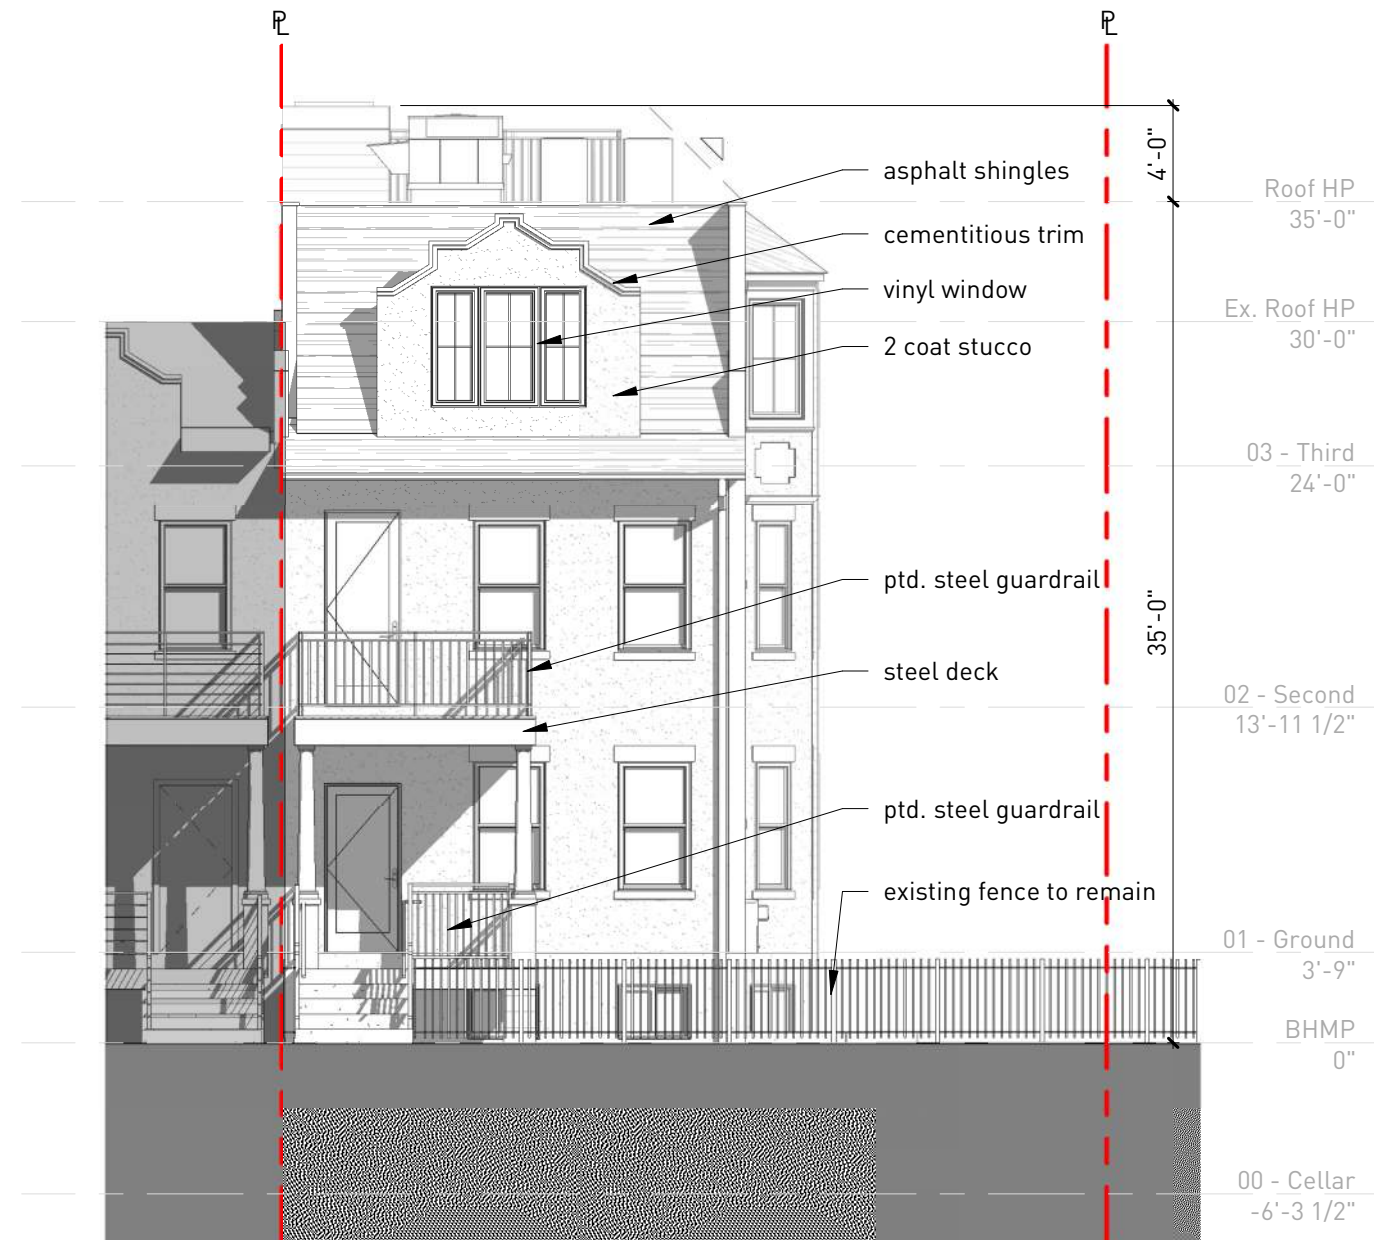 PL
PL
4'-0"
asphalt shingles
Roof HP
35'-0"
cementitious trim
vinyl window
Ex. Roof HP
30'-0"
2 coat stucco
03 - Third
24'-0"
ptd. steel guardrail
35'-0"
steel deck
02 - Second
13'-11 1/2"
ptd. steel guardrail
existing fence to remain
01 - Ground
3'-9"
BHMP
0"
00 - Cellar
-6'-3 1/2"